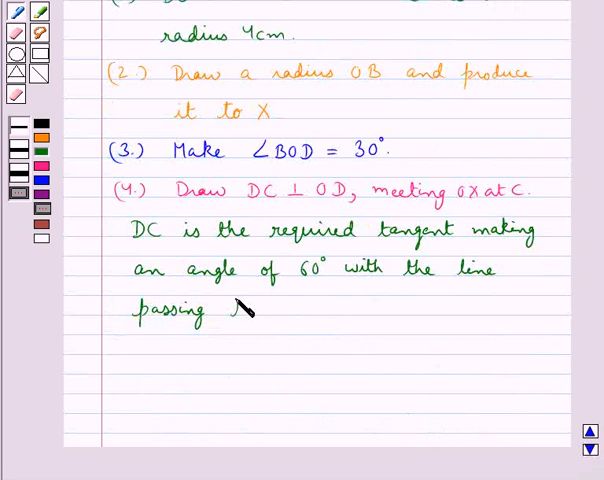 radius 4cm.
(2.) Draw a radius OB and produce
it to X
(3.) Make ∠BOD = 30°.
(4.) Draw DC ⊥ OD, meeting OX at C.
DC is the required tangent making
an angle of 60° with the line
passing